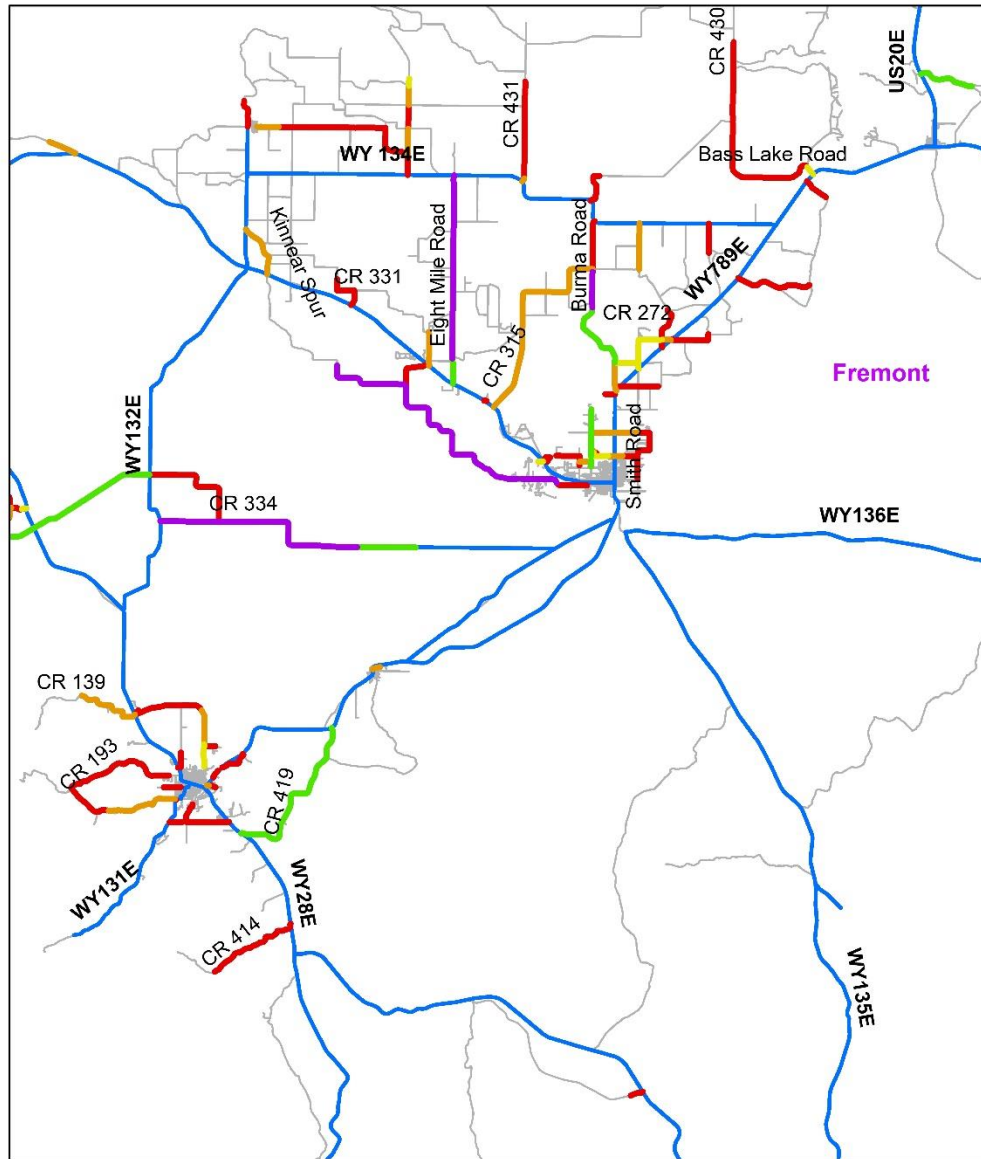 CR 430
US20E
CR 431
WY 134E
Bass Lake Road
Kinnear Spur
Eight Mile Road
Burma Road
WY789E
CR 331
CR 315
CR 272
Fremont
WY132E
Smith Road
CR 334
WY136E
CR 139
CR 193
CR 419
WY131E
WY28E
CR 414
WY135E